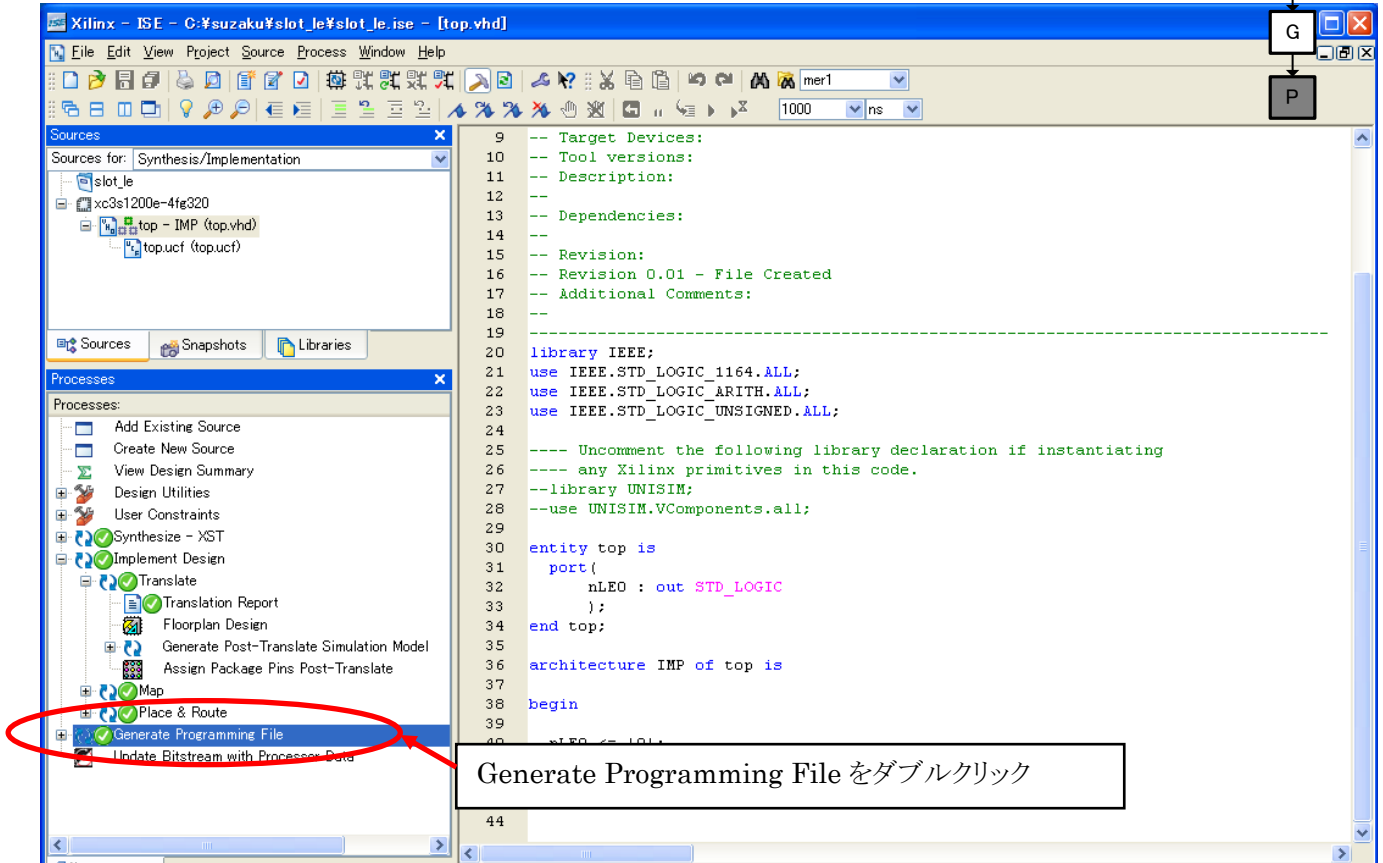 Xilinx - ISE - C:¥suzaku¥slot_le¥slot_le.ise - [top.vhd]
G
File Edit View Project Source Process Window Help
mer1
P
1000 ns
Sources
Sources for: Synthesis/Implementation
slot_le
xc3s1200e-4fg320
top - IMP (top.vhd)
top.ucf (top.ucf)
Sources Snapshots Libraries
Processes
Processes:
Add Existing Source
Create New Source
View Design Summary
Design Utilities
User Constraints
Synthesize - XST
Implement Design
Translate
Translation Report
Floorplan Design
Generate Post-Translate Simulation Model
Assign Package Pins Post-Translate
Map
Place & Route
Generate Programming File
Update Bitstream with Processor Data
9 -- Target Devices:
10 -- Tool versions:
11 -- Description:
12 --
13 -- Dependencies:
14 --
15 -- Revision:
16 -- Revision 0.01 - File Created
17 -- Additional Comments:
18 --
19 ----------------------------------------------------------------------------------
20 library IEEE;
21 use IEEE.STD_LOGIC_1164.ALL;
22 use IEEE.STD_LOGIC_ARITH.ALL;
23 use IEEE.STD_LOGIC_UNSIGNED.ALL;
24
25 ---- Uncomment the following library declaration if instantiating
26 ---- any Xilinx primitives in this code.
27 --library UNISIM;
28 --use UNISIM.VComponents.all;
29
30 entity top is
31 port(
32 nLE0 : out STD_LOGIC
33 );
34 end top;
35
36 architecture IMP of top is
37
38 begin
39
40 nLE0 <= '0';
Generate Programming File をダブルクリック
44